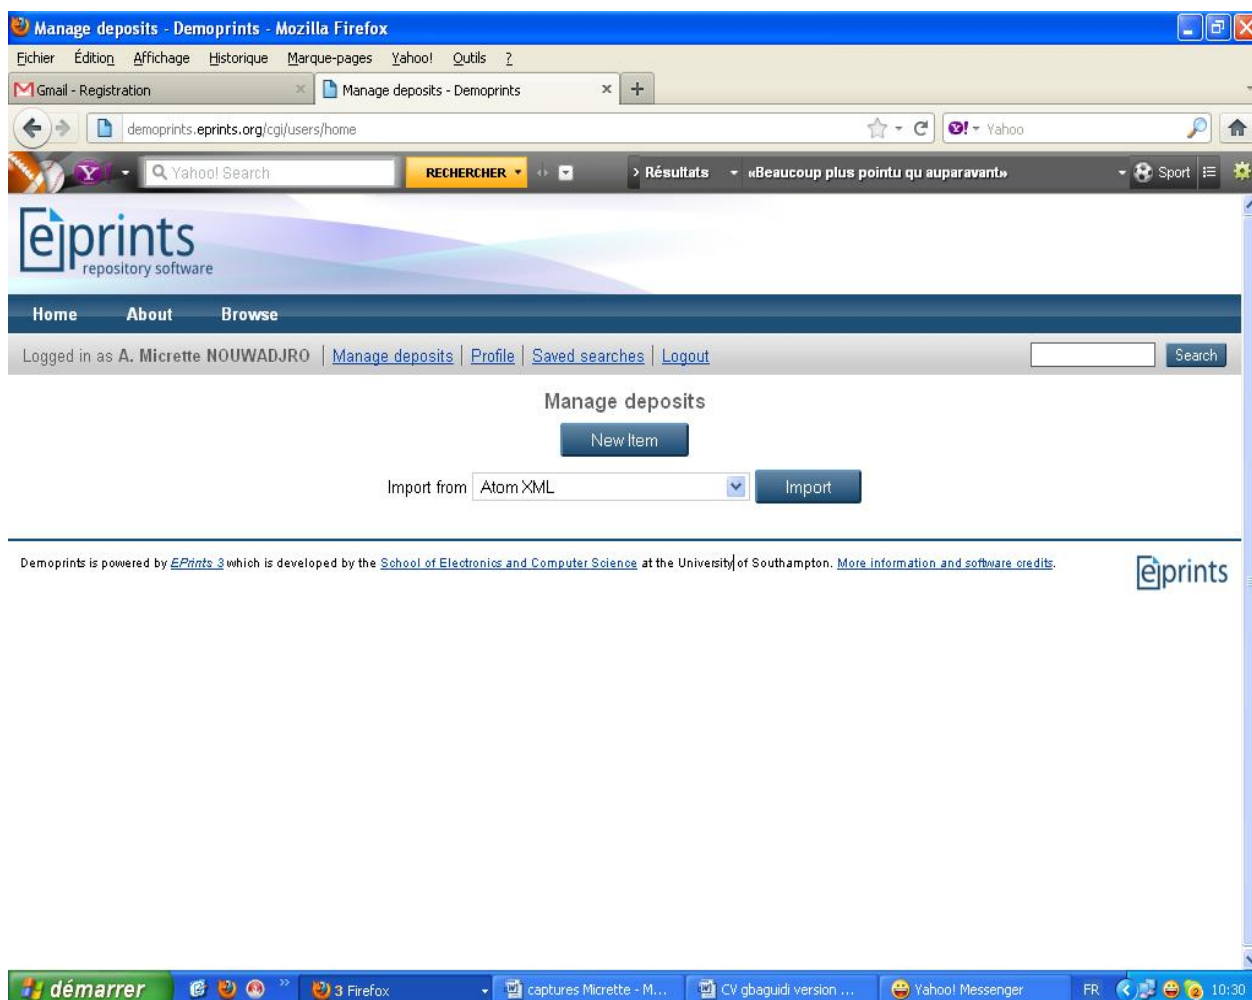 Manage deposits - Demoprints - Mozilla Firefox
Fichier Édition Affichage Historique Marque-pages Yahoo! Outils ?
Gmail - Registration Manage deposits - Demoprints
demoprints.eprints.org/cgi/users/home Yahoo
Yahoo! Search RECHERCHER Résultats «Beaucoup plus pointu qu auparavant» Sport
eprints
repository software
Home About Browse
Logged in as A. Micrette NOUWADJRO | Manage deposits | Profile | Saved searches | Logout Search
Manage deposits
New Item
Import from Atom XML Import
Demoprints is powered by EPrints 3 which is developed by the School of Electronics and Computer Science at the University of Southampton. More information and software credits.
eprints
démarrer 3 Firefox captures Micrette - M... CV gbaguidi version ... Yahoo! Messenger FR 2 10:30